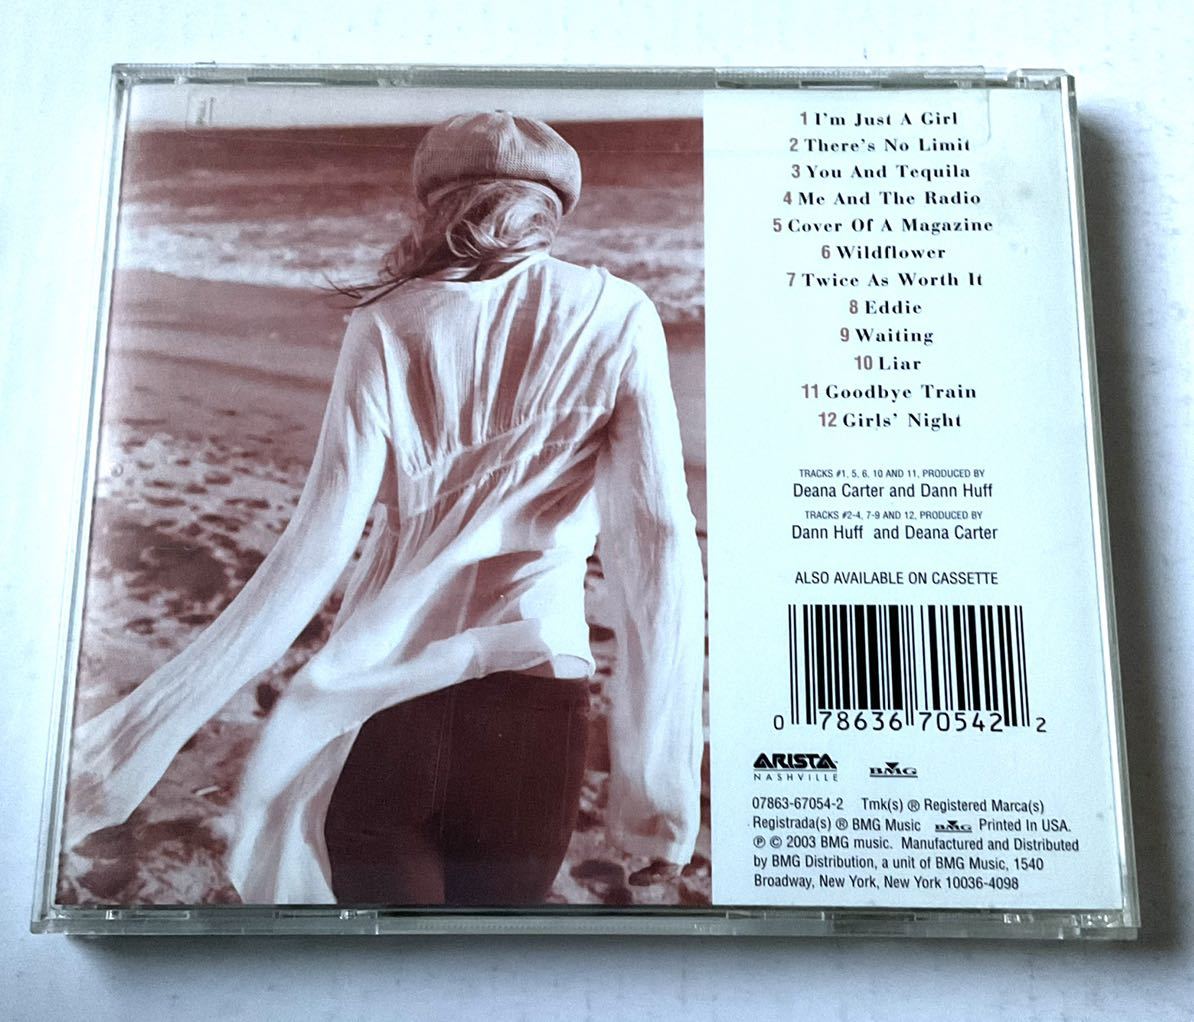 1 I'm Just A Girl
2 There's No Limit
3 You And Tequila
4 Me And The Radio
5 Cover Of A Magazine
6 Wildflower
7 Twice As Worth It
8 Eddie
9 Waiting
10 Liar
11 Goodbye Train
12 Girls' Night
TRACKS #1, 5, 6, 10 AND 11, PRODUCED BY
Deana Carter and Dann Huff
TRACKS #2-4, 7-9 AND 12, PRODUCED BY
Dann Huff and Deana Carter
ALSO AVAILABLE ON CASSETTE
0 78636 70542 2
ARISTA BMG
NASHVILLE
07863-67054-2 Tmk(s) ® Registered Marca(s)
Registrada(s) ® BMG Music BMG Printed In USA.
℗ © 2003 BMG music. Manufactured and Distributed
by BMG Distribution, a unit of BMG Music, 1540
Broadway, New York, New York 10036-4098